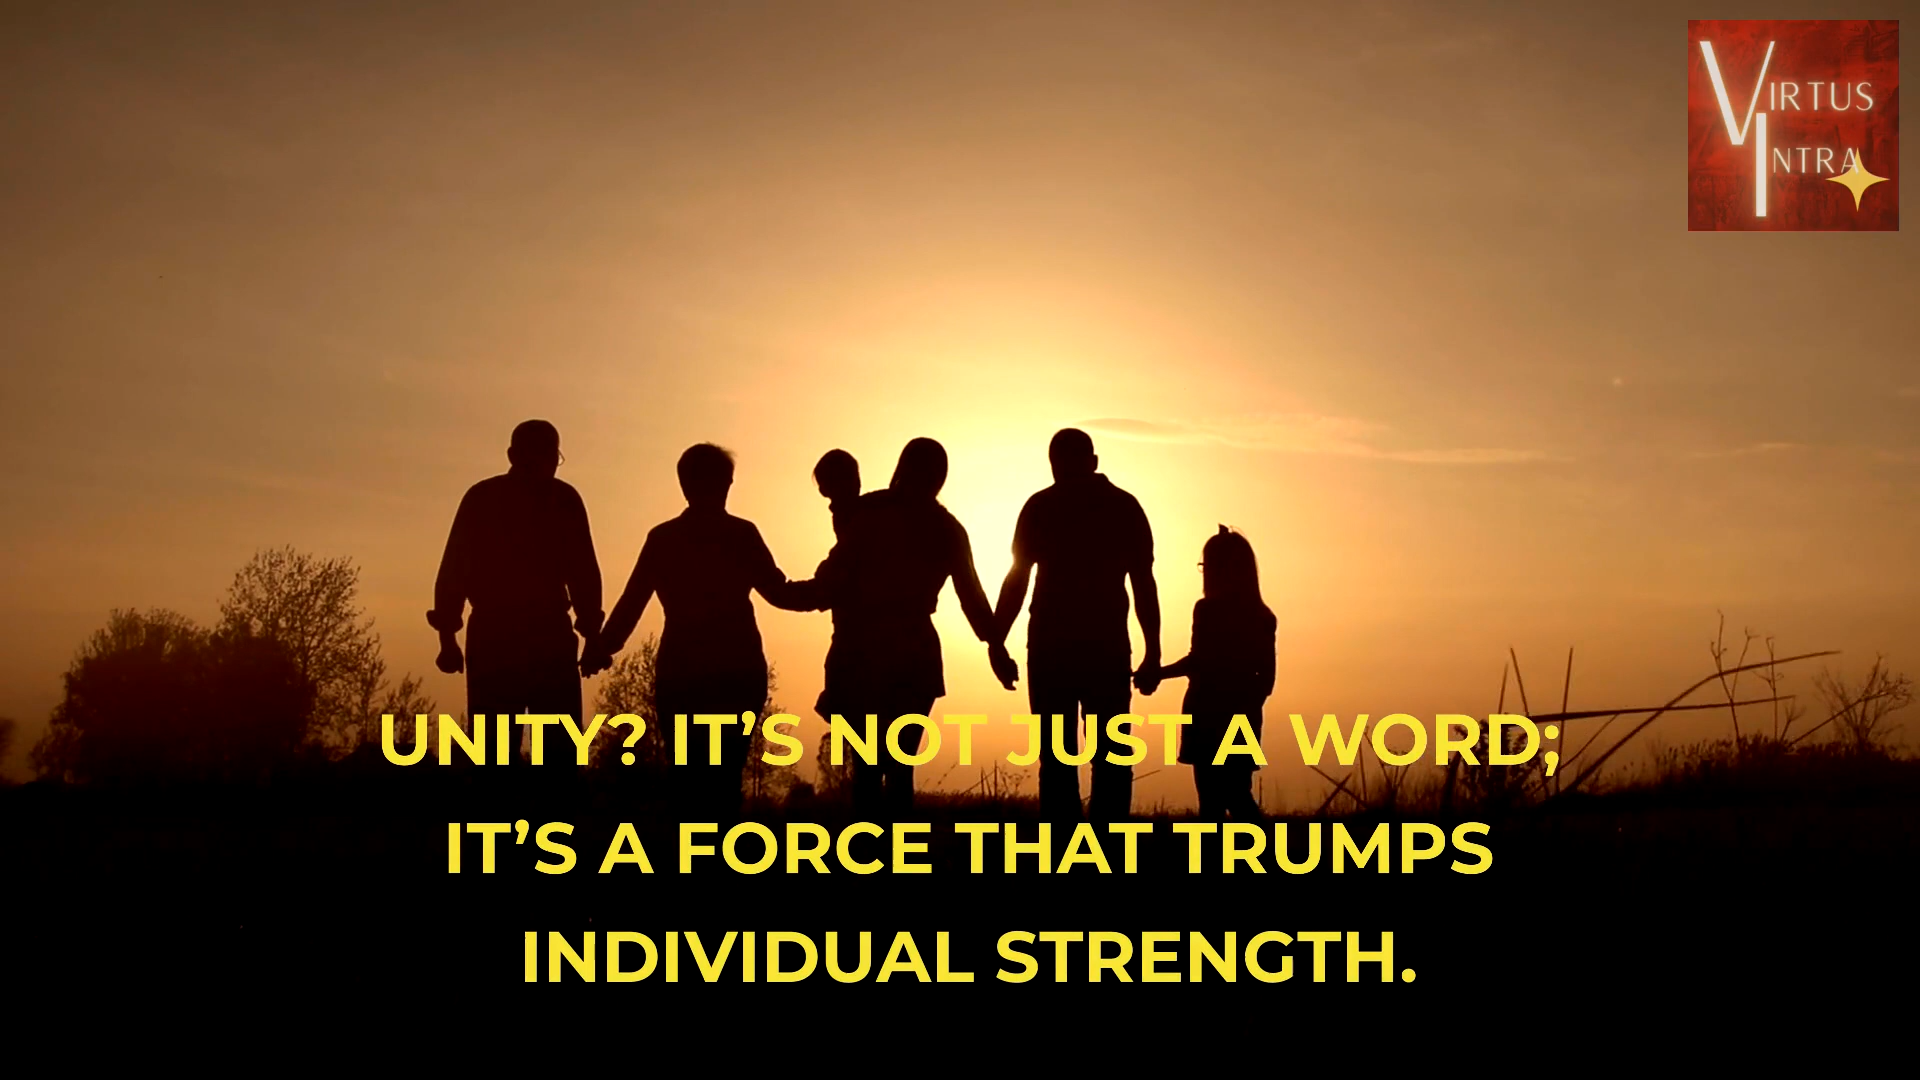 VIRTUS
INTRA
UNITY? IT’S NOT JUST A WORD;
IT’S A FORCE THAT TRUMPS
INDIVIDUAL STRENGTH.